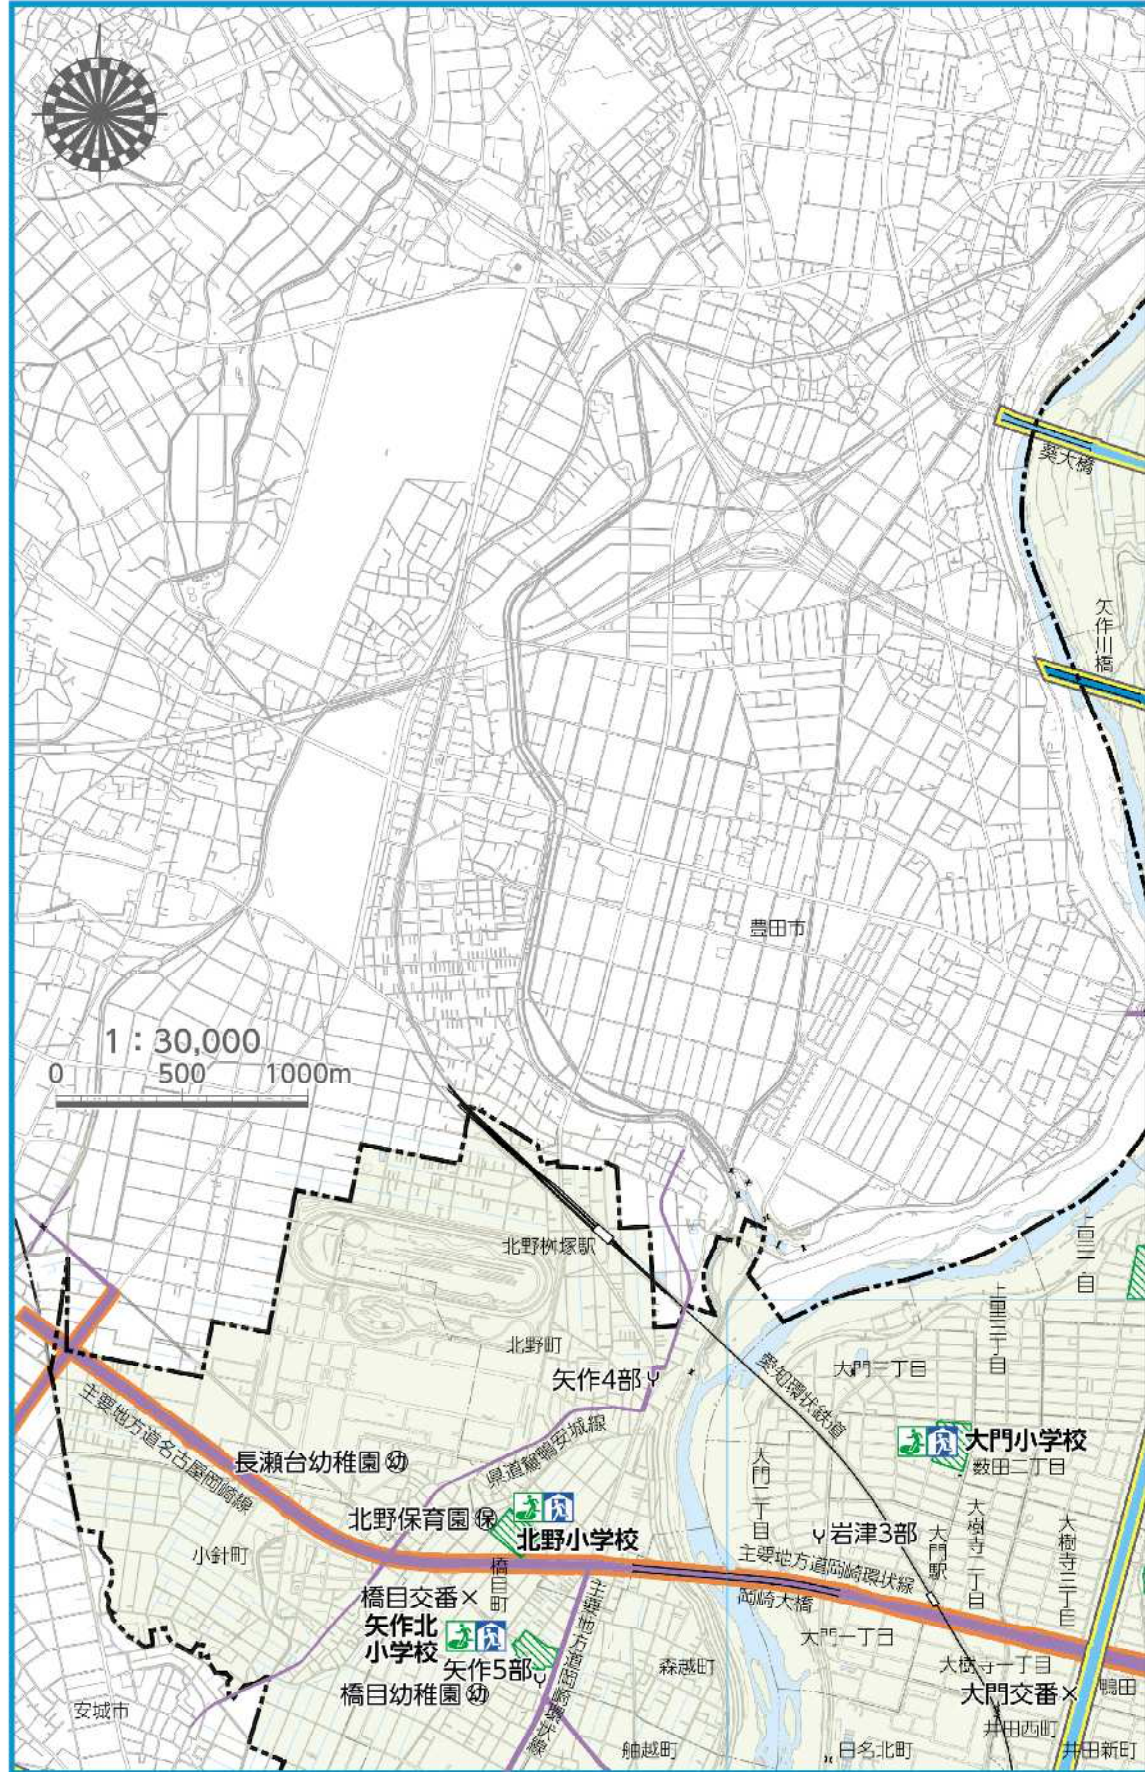 葵大橋
矢作川橋
豊田市
1：30,000
0 500 1000m
北野桝塚駅
上里三丁目
北野町
矢作4部
愛知環状鉄道
大門三丁目
主要地方道名古屋岡崎線
県道鴛鴨安城線
大門小学校
薮田二丁目
長瀬台幼稚園 幼
大門二丁目
北野保育園 保
北野小学校
岩津3部
大門駅
大樹寺二丁目
大樹寺三丁目
小針町
橋目町
主要地方道岡崎環状線
岡崎大橋
橋目交番
矢作北
小学校
主要地方道岡崎環状線
大門一丁目
矢作5部
森越町
大樹寺一丁目
橋目幼稚園 幼
大門交番
鴨田
安城市
井田西町
舳越町
日名北町
井田新町